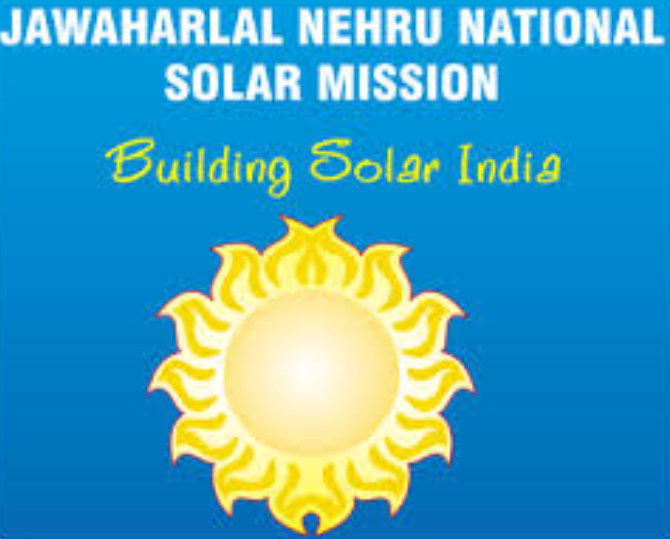 JAWAHARLAL NEHRU NATIONAL
SOLAR MISSION
Building Solar India